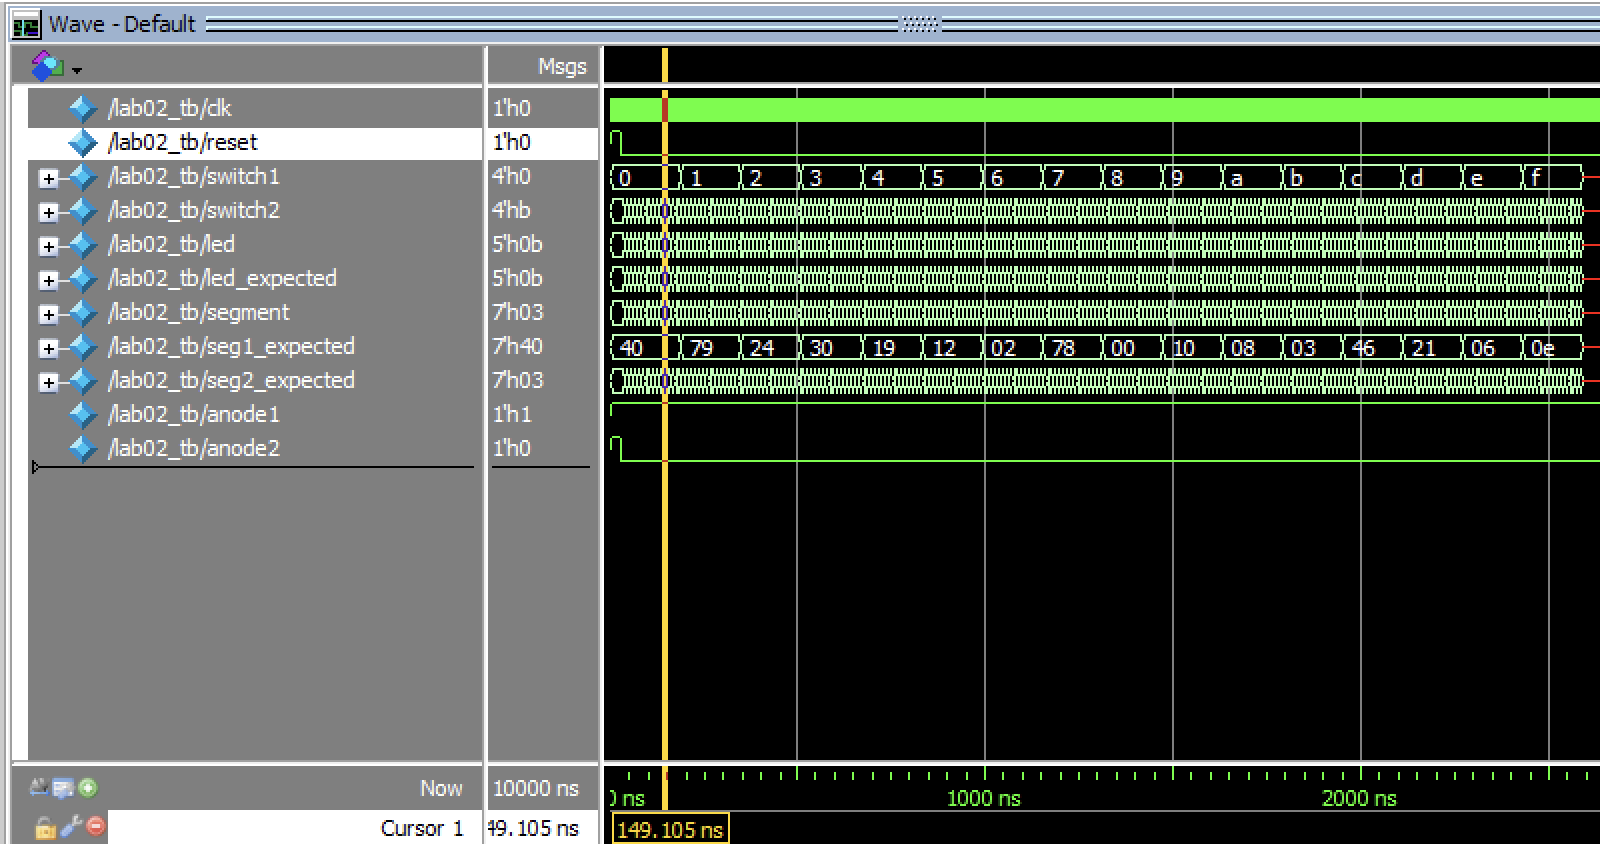 Wave - Default
Msgs
/lab02_tb/clk 1'h0
/lab02_tb/reset 1'h0
/lab02_tb/switch1 4'h0 0 1 2 3 4 5 6 7 8 9 a b c d e f
/lab02_tb/switch2 4'hb
/lab02_tb/led 5'h0b
/lab02_tb/led_expected 5'h0b
/lab02_tb/segment 7'h03
/lab02_tb/seg1_expected 7'h40 40 79 24 30 19 12 02 78 00 10 08 03 46 21 06 0e
/lab02_tb/seg2_expected 7'h03
/lab02_tb/anode1 1'h1
/lab02_tb/anode2 1'h0
Now 10000 ns ns 1000 ns 2000 ns
Cursor 1 49.105 ns 149.105 ns